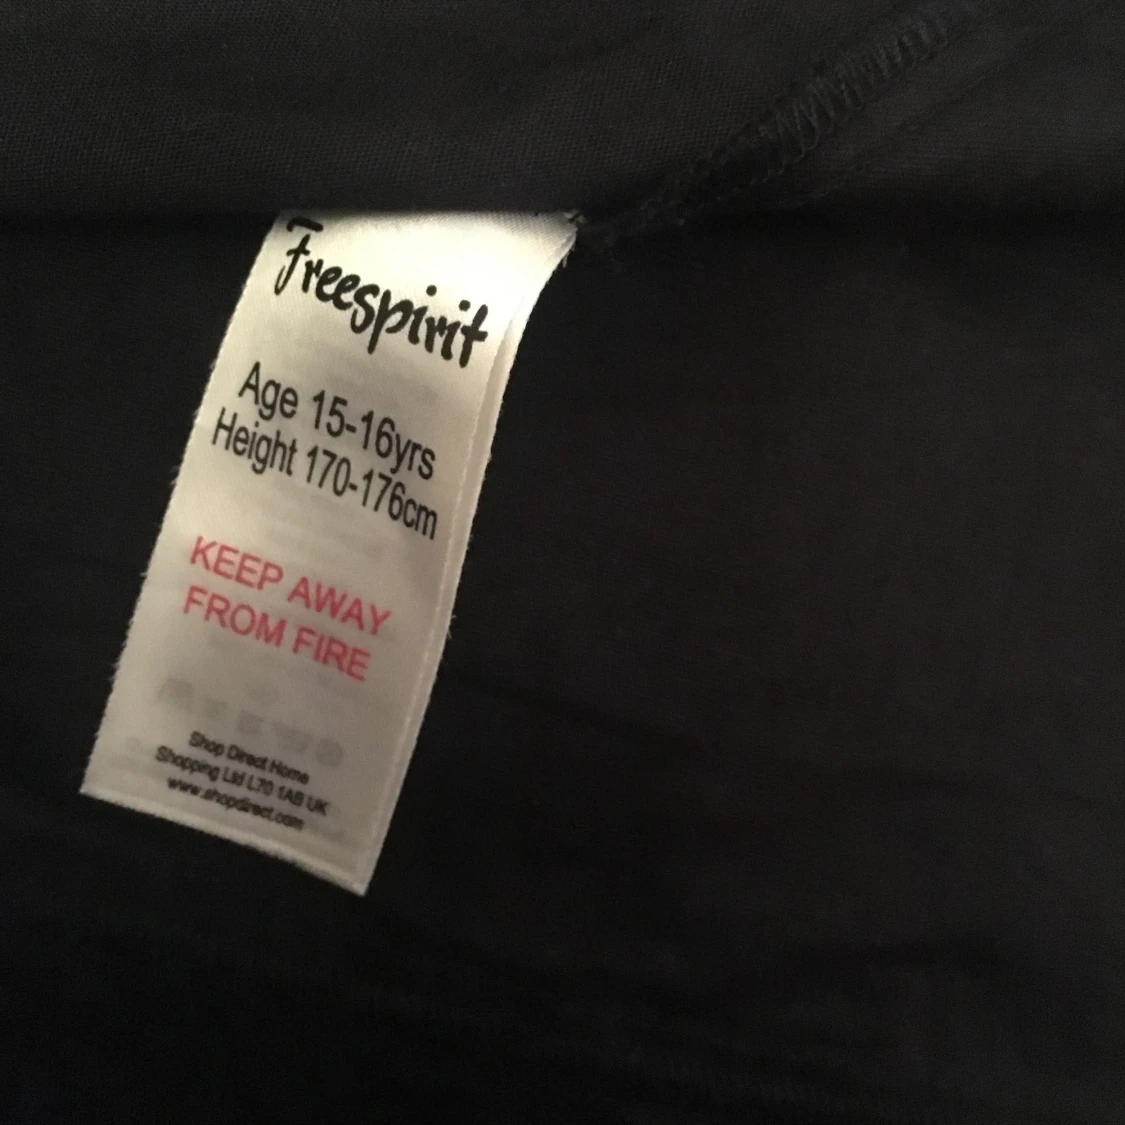 Freespirit
Age 15-16yrs
Height 170-176cm
KEEP AWAY
FROM FIRE
Shop Direct Home
Shopping Ltd L70 1AB UK
www.shopdirect.com